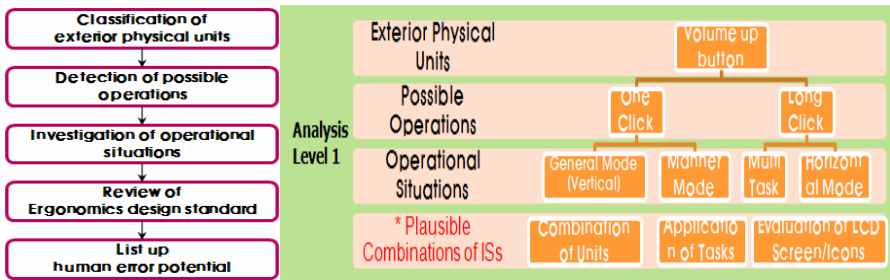 Classification of
exterior physical units
Detection of possible
operations
Investigation of operational
situations
Review of
Ergonomics design standard
List up
human error potential
Analysis
Level 1
Exterior Physical
Units
Volume up
button
Possible
Operations
One
Click
Long
Click
Operational
Situations
General Mode
(Vertical)
Manner
Mode
Multi
Task
Horizont
al Mode
* Plausible
Combinations of ISs
Combination
of Units
Applicatio
n of Tasks
Evaluation of LCD
Screen/Icons